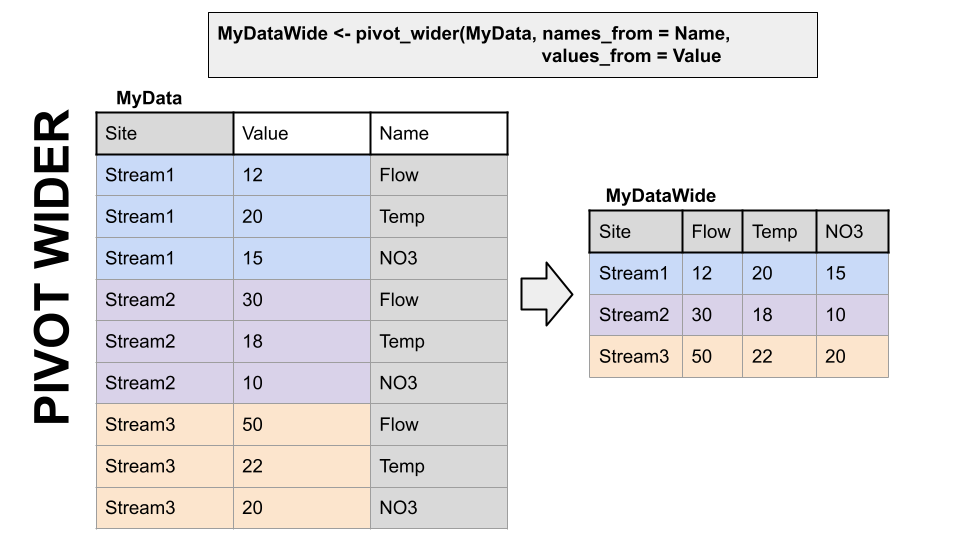 MyDataWide <- pivot_wider(MyData, names_from = Name,
values_from = Value
PIVOT WIDER
MyData
Site Value Name
Stream1 12 Flow
Stream1 20 Temp
Stream1 15 NO3
Stream2 30 Flow
Stream2 18 Temp
Stream2 10 NO3
Stream3 50 Flow
Stream3 22 Temp
Stream3 20 NO3
MyDataWide
Site Flow Temp NO3
Stream1 12 20 15
Stream2 30 18 10
Stream3 50 22 20